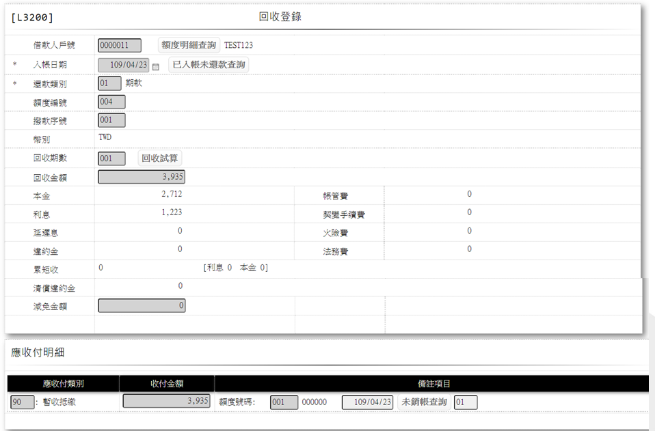 [L3200] 回收登錄
借款人戶號 0000011 額度明細查詢 TEST123
* 入帳日期 109/04/23 已入帳未還款查詢
* 還款類別 01 期款
額度編號 004
撥款序號 001
幣別 TWD
回收期數 001 回收試算
回收金額 3,935
本金 2,712 帳管費 0
利息 1,223 契變手續費 0
延遲息 0 火險費 0
違約金 0 法務費 0
累短收 0 [利息 0 本金 0]
清償違約金 0
減免金額 0
應收付明細
應收付類別 收付金額 備註項目
90 : 暫收抵繳 3,935 額度號碼: 001 000000 109/04/23 未銷帳查詢 01